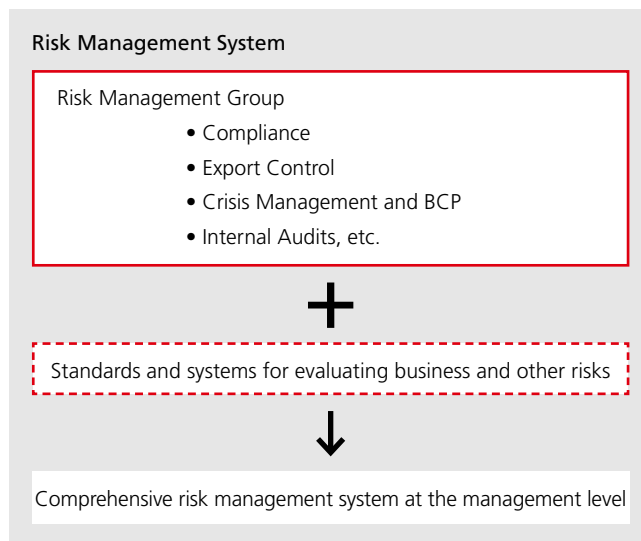 Risk Management System
Risk Management Group
• Compliance
• Export Control
• Crisis Management and BCP
• Internal Audits, etc.
+
Standards and systems for evaluating business and other risks
Comprehensive risk management system at the management level